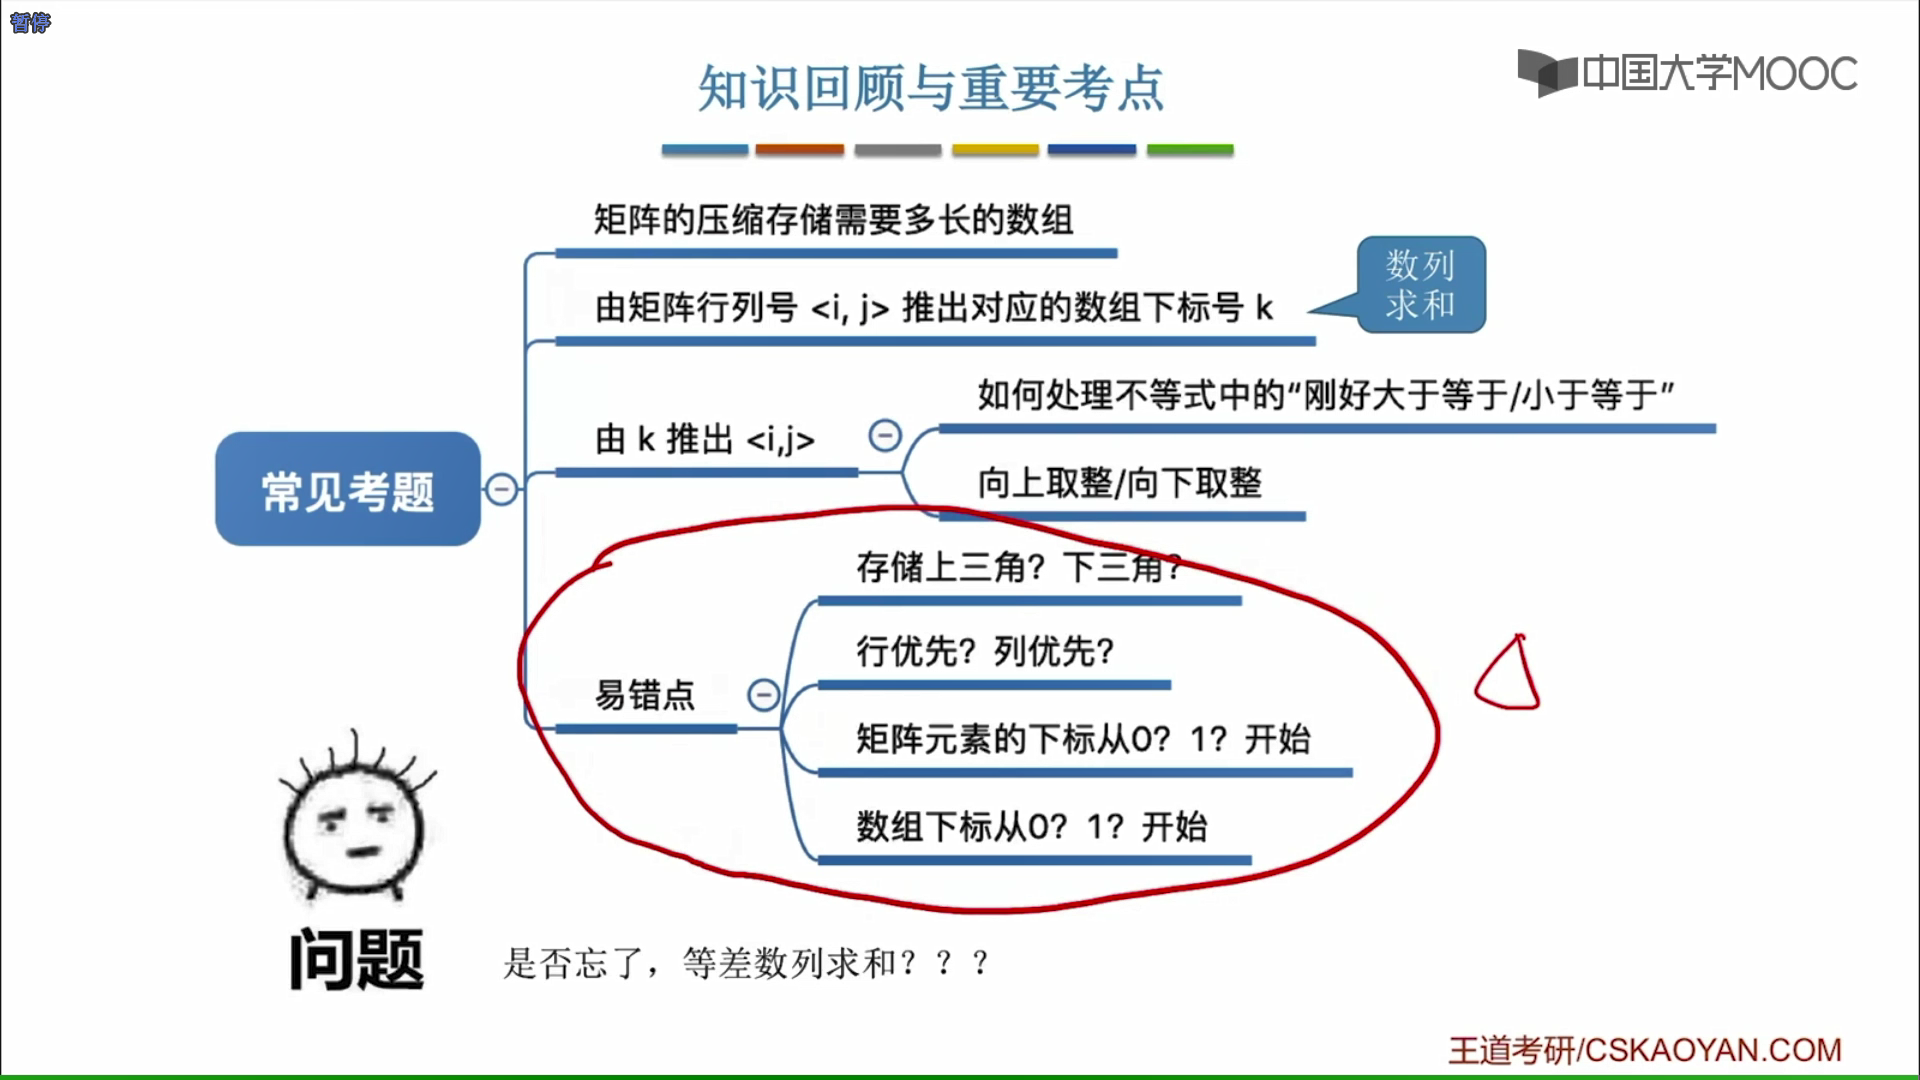 暂停
知识回顾与重要考点
中国大学MOOC
矩阵的压缩存储需要多长的数组
由矩阵行列号 <i, j> 推出对应的数组下标号 k
数列
求和
常见考题
由 k 推出 <i,j>
如何处理不等式中的“刚好大于等于/小于等于”
向上取整/向下取整
易错点
存储上三角？下三角？
行优先？列优先？
矩阵元素的下标从0？1？开始
数组下标从0？1？开始
问题
是否忘了，等差数列求和？？？
王道考研/CSKAOYAN.COM